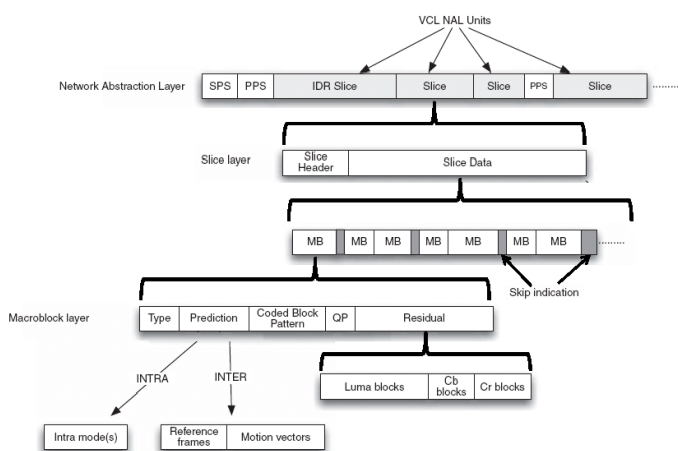 VCL NAL Units
Network Abstraction Layer
SPS PPS IDR Slice Slice Slice PPS Slice
Slice layer
Slice Header
Slice Data
MB MB MB MB MB MB MB
Skip indication
Macroblock layer
Type Prediction Coded Block Pattern QP Residual
INTRA
INTER
Luma blocks
Cb blocks
Cr blocks
Intra mode(s)
Reference frames
Motion vectors